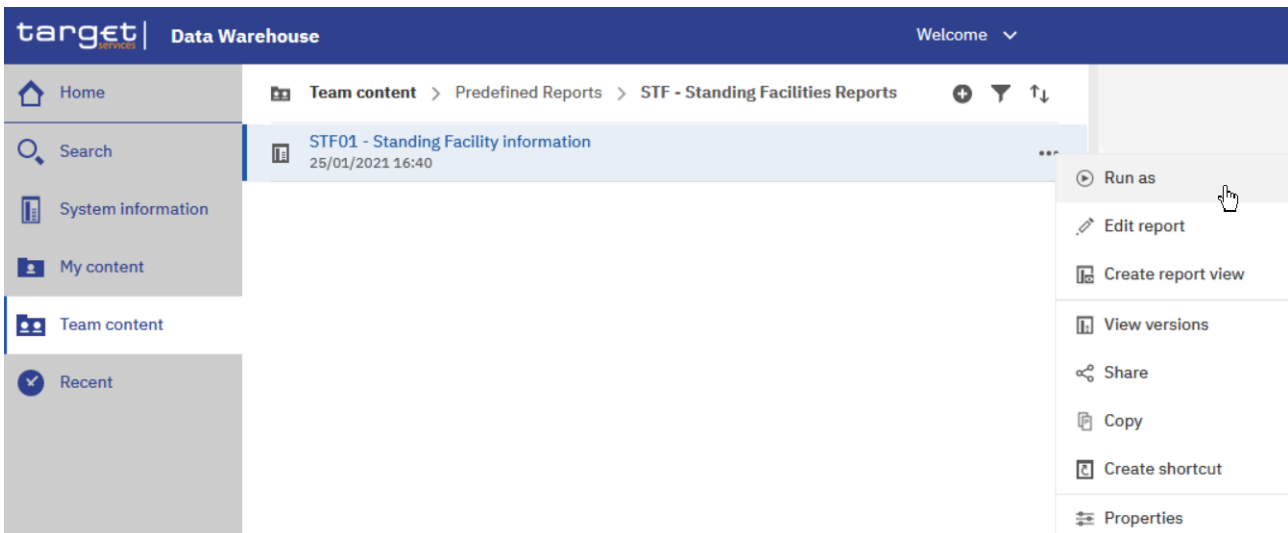 target services | Data Warehouse Welcome
Home
Team content > Predefined Reports > STF - Standing Facilities Reports
Search
STF01 - Standing Facility information
25/01/2021 16:40
System information
My content
Team content
Recent
Run as
Edit report
Create report view
View versions
Share
Copy
Create shortcut
Properties